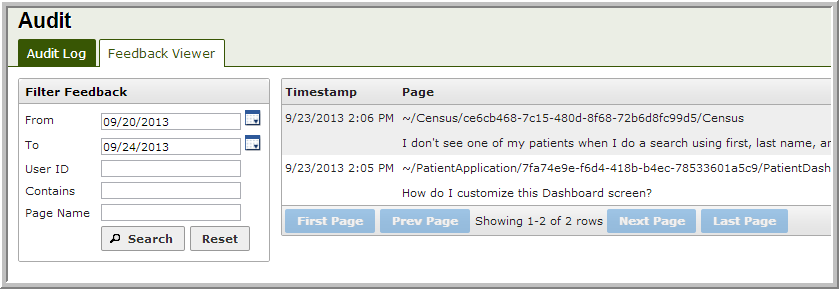 Audit
Audit Log Feedback Viewer
Filter Feedback
From 09/20/2013
To 09/24/2013
User ID
Contains
Page Name
Search Reset
Timestamp Page
9/23/2013 2:06 PM ~/Census/ce6cb468-7c15-480d-8f68-72b6d8fc99d5/Census
I don't see one of my patients when I do a search using first, last name, ar
9/23/2013 2:05 PM ~/PatientApplication/7fa74e9e-f6d4-418b-b4ec-78533601a5c9/PatientDash
How do I customize this Dashboard screen?
First Page Prev Page Showing 1-2 of 2 rows Next Page Last Page